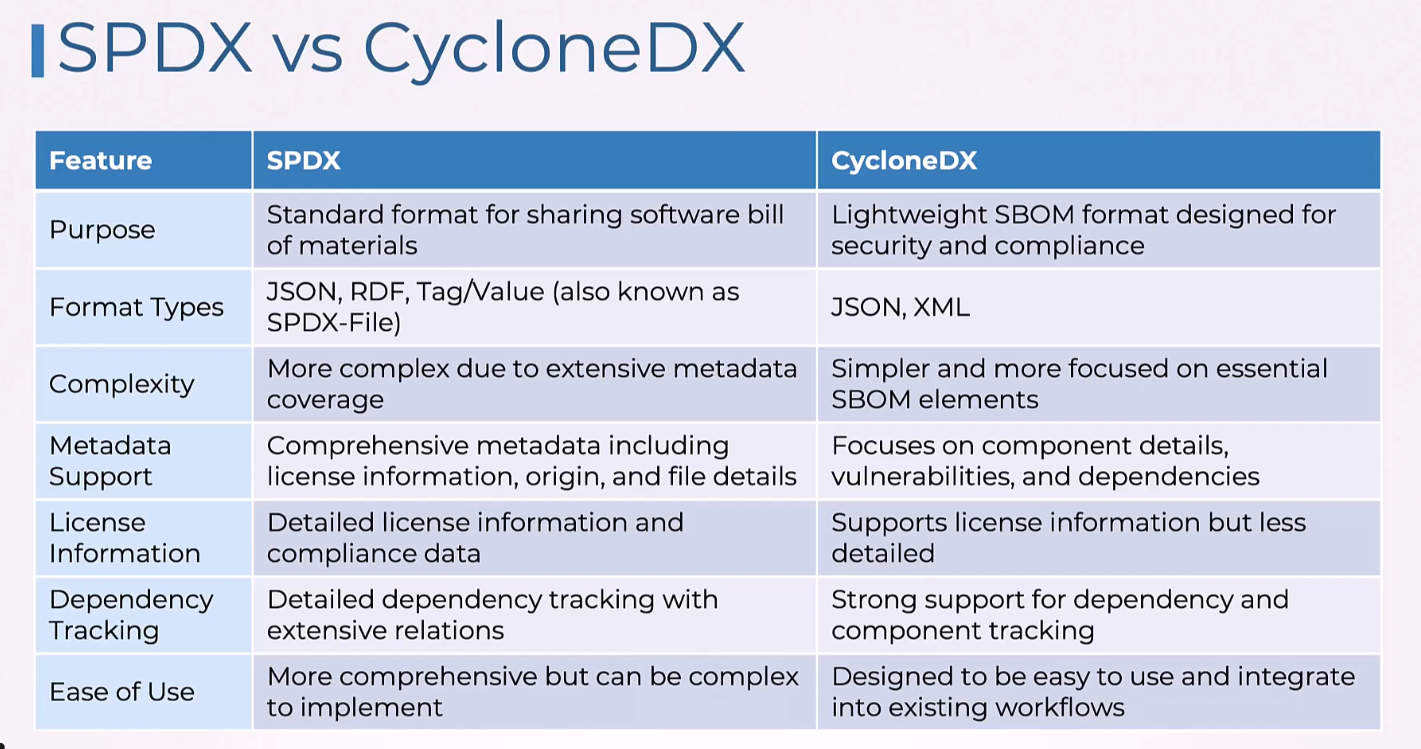 SPDX vs CycloneDX
Feature
SPDX
CycloneDX
Purpose
Standard format for sharing software bill
of materials
Lightweight SBOM format designed for
security and compliance
Format Types
JSON, RDF, Tag/Value (also known as
SPDX-File)
JSON, XML
Complexity
More complex due to extensive metadata
coverage
Simpler and more focused on essential
SBOM elements
Metadata
Support
Comprehensive metadata including
license information, origin, and file details
Focuses on component details,
vulnerabilities, and dependencies
License
Information
Detailed license information and
compliance data
Supports license information but less
detailed
Dependency
Tracking
Detailed dependency tracking with
extensive relations
Strong support for dependency and
component tracking
Ease of Use
More comprehensive but can be complex
to implement
Designed to be easy to use and integrate
into existing workflows